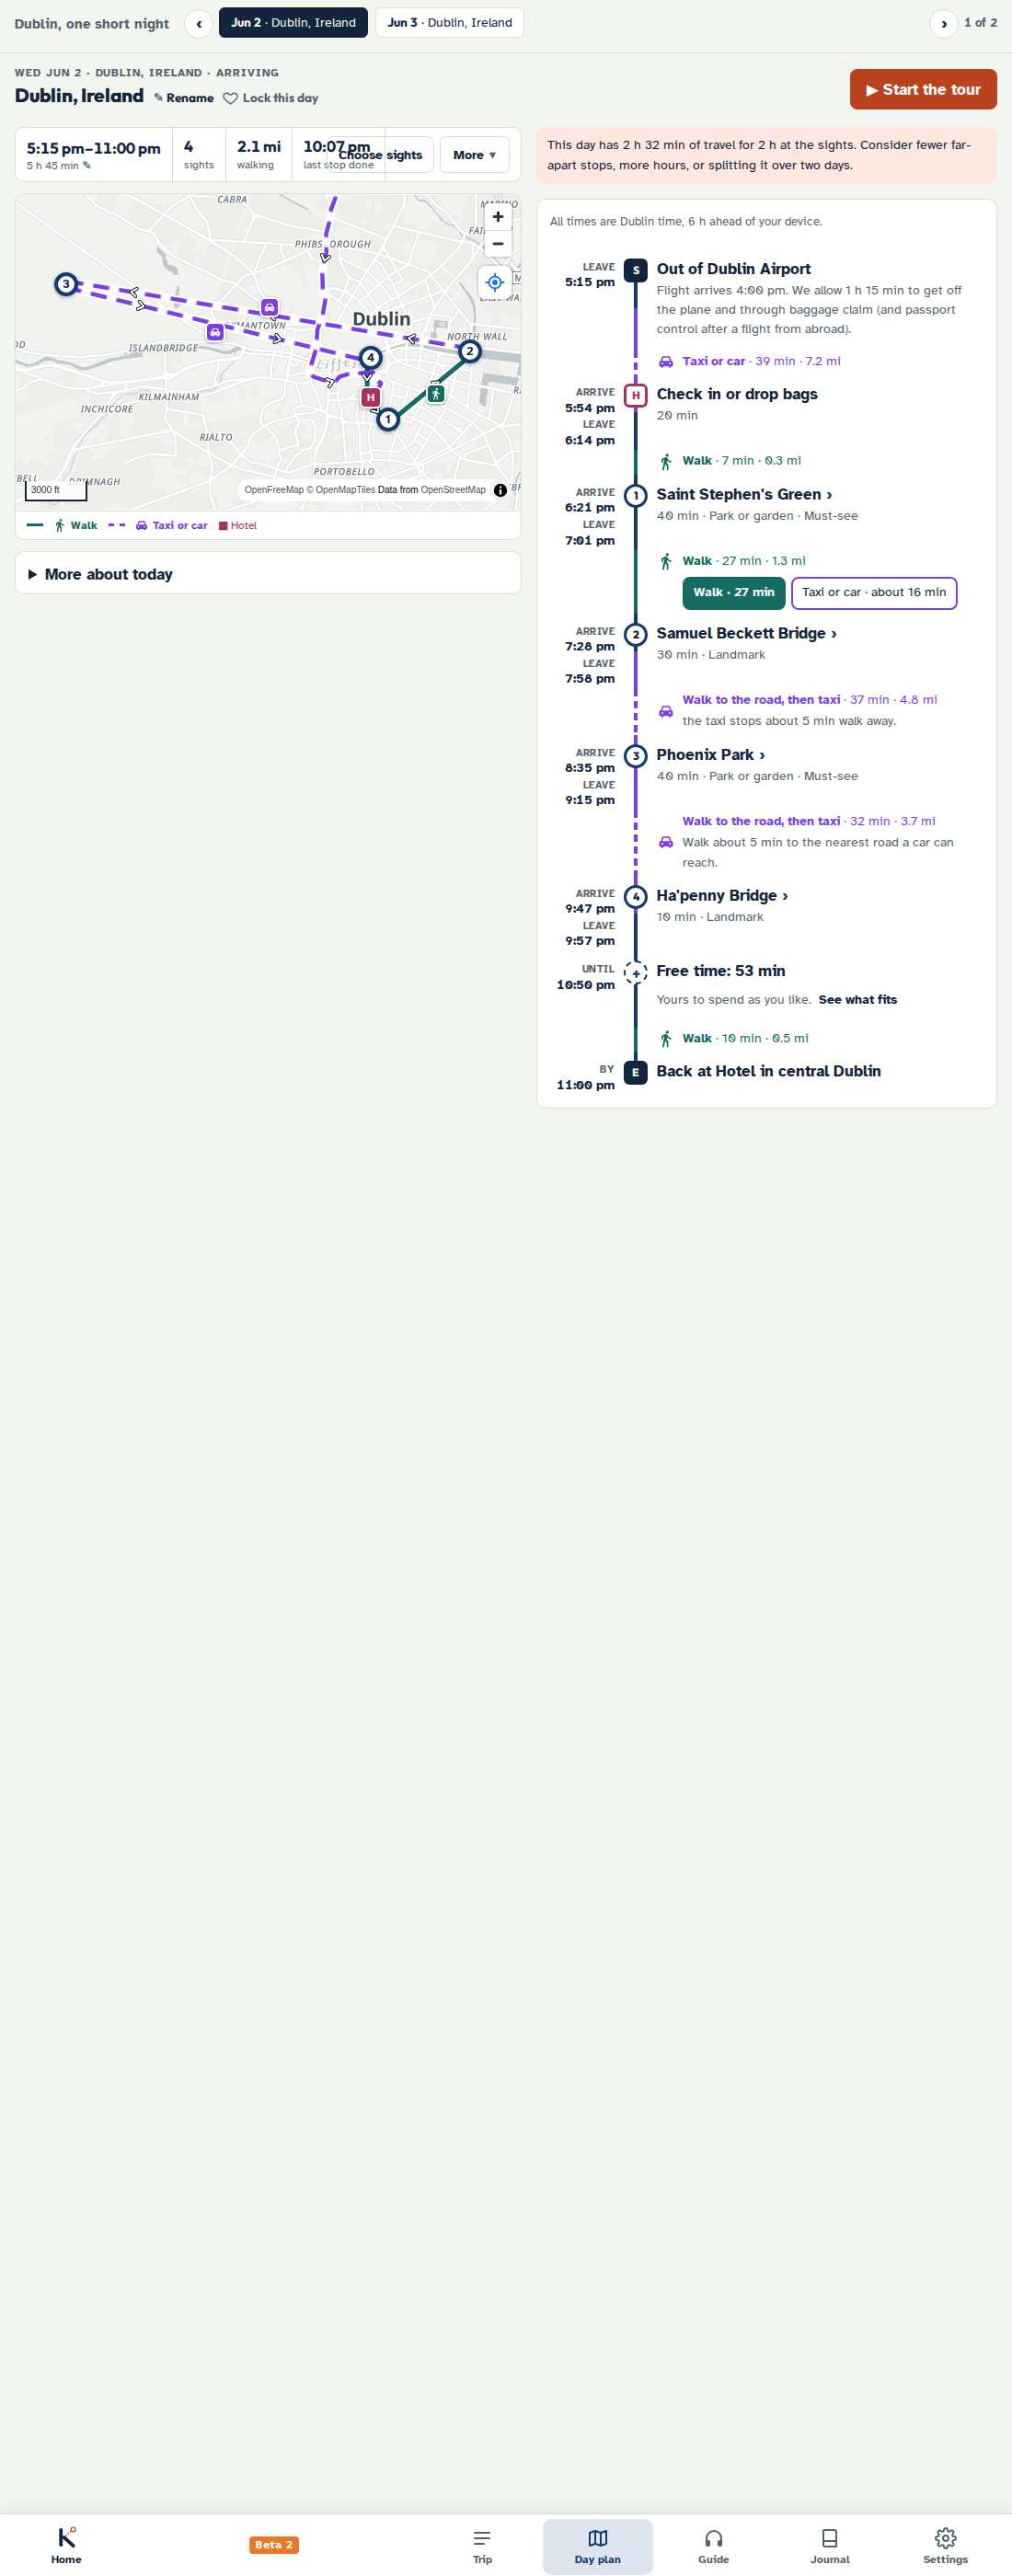 Dublin, one short night
‹
Jun 2 · Dublin, Ireland
Jun 3 · Dublin, Ireland
›
1 of 2
WED JUN 2 · DUBLIN, IRELAND · ARRIVING
Dublin, Ireland
✎ Rename
Lock this day
▶ Start the tour
5:15 pm–11:00 pm
5 h 45 min ✎
4
sights
2.1 mi
walking
10:07 pm
last stop done
Choose sights
More ▼
CABRA
PHIBS OROUGH
3
MANTOWN
Dublin
NORTH WALL
ISLANDBRIDGE
Liffey
4
2
H
1
KILMAINHAM
INCHICORE
RIALTO
PORTOBELLO
3000 ft
OpenFreeMap © OpenMapTiles Data from OpenStreetMap
Walk
Taxi or car
Hotel
▶ More about today
This day has 2 h 32 min of travel for 2 h at the sights. Consider fewer far-
apart stops, more hours, or splitting it over two days.
All times are Dublin time, 6 h ahead of your device.
LEAVE
5:15 pm
S
Out of Dublin Airport
Flight arrives 4:00 pm. We allow 1 h 15 min to get off
the plane and through baggage claim (and passport
control after a flight from abroad).
Taxi or car · 39 min · 7.2 mi
ARRIVE
5:54 pm
LEAVE
6:14 pm
H
Check in or drop bags
20 min
Walk · 7 min · 0.3 mi
ARRIVE
6:21 pm
LEAVE
7:01 pm
1
Saint Stephen's Green ›
40 min · Park or garden · Must-see
Walk · 27 min · 1.3 mi
Walk · 27 min
Taxi or car · about 16 min
ARRIVE
7:28 pm
LEAVE
7:58 pm
2
Samuel Beckett Bridge ›
30 min · Landmark
Walk to the road, then taxi · 37 min · 4.8 mi
the taxi stops about 5 min walk away.
ARRIVE
8:35 pm
LEAVE
9:15 pm
3
Phoenix Park ›
40 min · Park or garden · Must-see
Walk to the road, then taxi · 32 min · 3.7 mi
Walk about 5 min to the nearest road a car can
reach.
ARRIVE
9:47 pm
LEAVE
9:57 pm
4
Ha'penny Bridge ›
10 min · Landmark
UNTIL
10:50 pm
+
Free time: 53 min
Yours to spend as you like. See what fits
Walk · 10 min · 0.5 mi
BY
11:00 pm
E
Back at Hotel in central Dublin
Home
Beta 2
Trip
Day plan
Guide
Journal
Settings